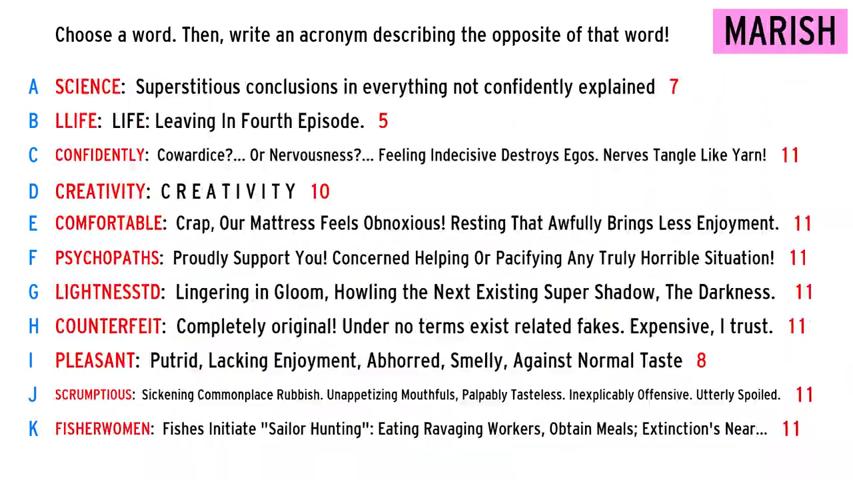 Choose a word. Then, write an acronym describing the opposite of that word! MARISH
A SCIENCE: Superstitious conclusions in everything not confidently explained 7
B LLIFE: LIFE: Leaving In Fourth Episode. 5
C CONFIDENTLY: Cowardice?... Or Nervousness?... Feeling Indecisive Destroys Egos. Nerves Tangle Like Yarn! 11
D CREATIVITY: C R E A T I V I T Y 10
E COMFORTABLE: Crap, Our Mattress Feels Obnoxious! Resting That Awfully Brings Less Enjoyment. 11
F PSYCHOPATHS: Proudly Support You! Concerned Helping Or Pacifying Any Truly Horrible Situation! 11
G LIGHTNESSTD: Lingering in Gloom, Howling the Next Existing Super Shadow, The Darkness. 11
H COUNTERFEIT: Completely original! Under no terms exist related fakes. Expensive, I trust. 11
I PLEASANT: Putrid, Lacking Enjoyment, Abhorred, Smelly, Against Normal Taste 8
J SCRUMPTIOUS: Sickening Commonplace Rubbish. Unappetizing Mouthfuls, Palpably Tasteless. Inexplicably Offensive. Utterly Spoiled. 11
K FISHERWOMEN: Fishes Initiate "Sailor Hunting": Eating Ravaging Workers, Obtain Meals; Extinction's Near... 11